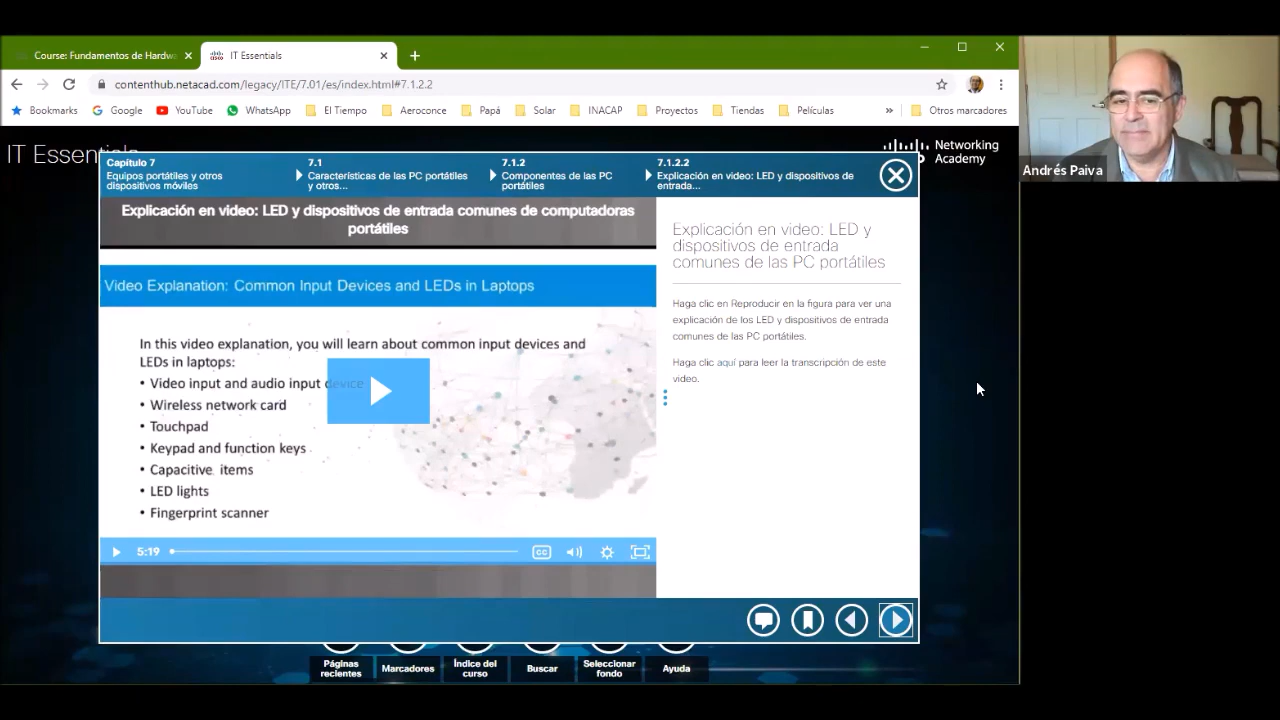 Course: Fundamentos de Hardwa
IT Essentials
contenthub.netacad.com/legacy/ITE/7.01/es/index.html#7.1.2.2
Bookmarks
Google
YouTube
WhatsApp
El Tiempo
Aeroconce
Papá
Solar
INACAP
Proyectos
Tiendas
Películas
»
Otros marcadores
IT Essentials
Networking
Academy
Andrés Paiva
Capítulo 7
Equipos portátiles y otros
dispositivos móviles
7.1
Características de las PC portátiles
y otros...
7.1.2
Componentes de las PC
portátiles
7.1.2.2
Explicación en video: LED y dispositivos de
entrada...
Explicación en video: LED y dispositivos de entrada comunes de computadoras
portátiles
Video Explanation: Common Input Devices and LEDs in Laptops
In this video explanation, you will learn about common input devices and
LEDs in laptops:
• Video input and audio input device
• Wireless network card
• Touchpad
• Keypad and function keys
• Capacitive items
• LED lights
• Fingerprint scanner
5:19
CC
Explicación en video: LED y
dispositivos de entrada
comunes de las PC portátiles
Haga clic en Reproducir en la figura para ver una
explicación de los LED y dispositivos de entrada
comunes de las PC portátiles.
Haga clic aquí para leer la transcripción de este
video.
Páginas
recientes
Marcadores
Índice del
curso
Buscar
Seleccionar
fondo
Ayuda